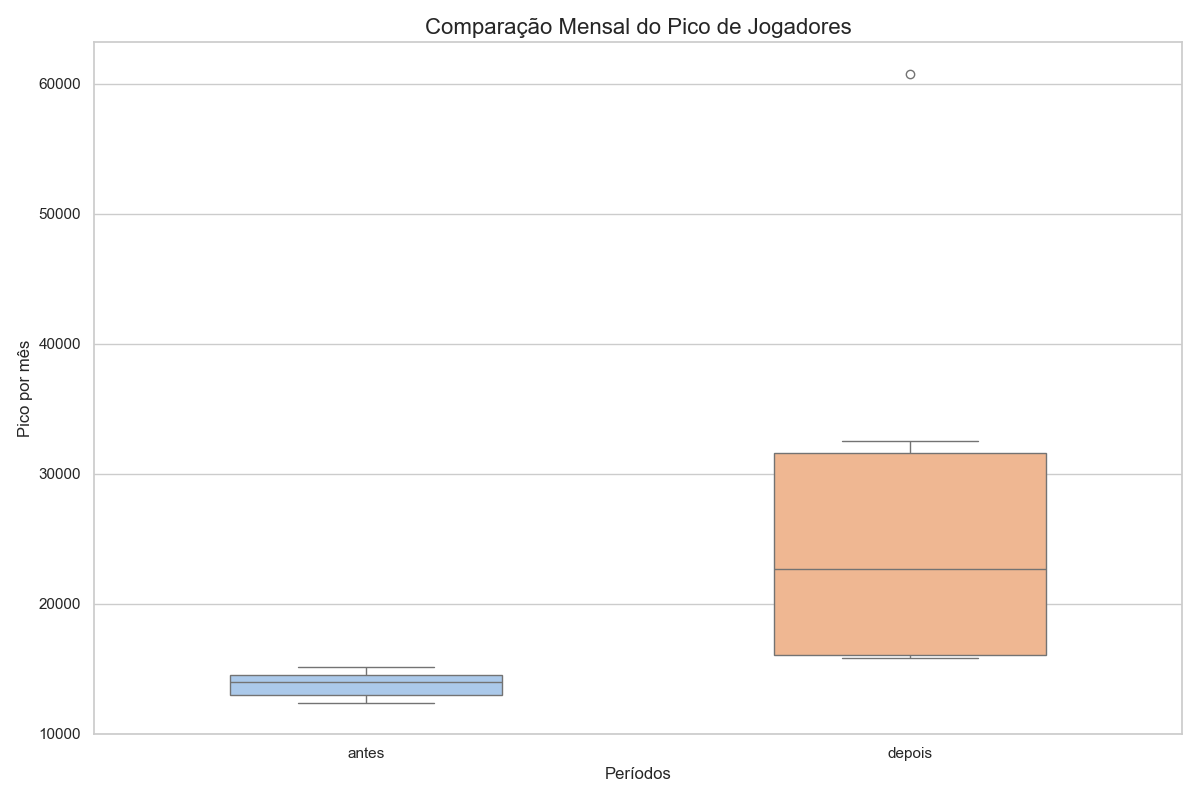 Comparação Mensal do Pico de Jogadores
60000
50000
40000
30000
20000
10000
Pico por mês
antes
depois
Períodos